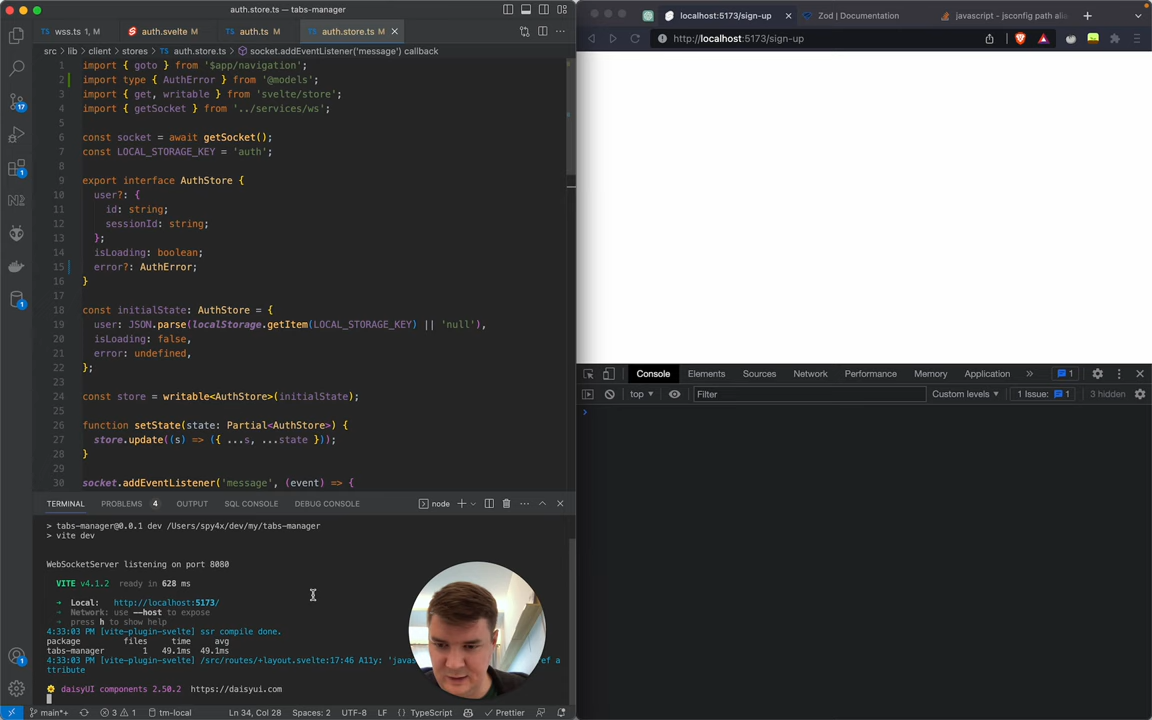 auth.store.ts — tabs-manager
wss.ts 1, M
auth.svelte M
auth.ts M
auth.store.ts M
src > lib > client > stores > auth.store.ts > socket.addEventListener('message') callback
1 import { goto } from '$app/navigation';
2 import type { AuthError } from '@models';
3 import { get, writable } from 'svelte/store';
4 import { getSocket } from '../services/ws';
5
6 const socket = await getSocket();
7 const LOCAL_STORAGE_KEY = 'auth';
8
9 export interface AuthStore {
10 user?: {
11 id: string;
12 sessionId: string;
13 };
14 isLoading: boolean;
15 error?: AuthError;
16 }
17
18 const initialState: AuthStore = {
19 user: JSON.parse(localStorage.getItem(LOCAL_STORAGE_KEY) || 'null'),
20 isLoading: false,
21 error: undefined,
22 };
23
24 const store = writable<AuthStore>(initialState);
25
26 function setState(state: Partial<AuthStore>) {
27 store.update((s) => ({ ...s, ...state }));
28 }
29
30 socket.addEventListener('message', (event) => {
17
1
1
1
1
TERMINAL PROBLEMS 4 OUTPUT SQL CONSOLE DEBUG CONSOLE
node
> tabs-manager@0.0.1 dev /Users/spy4x/dev/my/tabs-manager
> vite dev
WebSocketServer listening on port 8080
VITE v4.1.2 ready in 628 ms
➜ Local: http://localhost:5173/
➜ Network: use --host to expose
➜ press h to show help
4:33:03 PM [vite-plugin-svelte] ssr compile done.
package files time avg
tabs-manager 1 49.1ms 49.1ms
4:33:03 PM [vite-plugin-svelte] /src/routes/+layout.svelte:17:46 A11y: 'javas
ef a
ttribute
daisyUI components 2.50.2 https://daisyui.com
main*+ 3 1 tm-local Ln 34, Col 28 Spaces: 2 UTF-8 LF {} TypeScript Prettier
localhost:5173/sign-up
Zod | Documentation
javascript - jsconfig path alia
http://localhost:5173/sign-up
Console Elements Sources Network Performance Memory Application » 1
top Filter Custom levels 1 Issue: 1 3 hidden